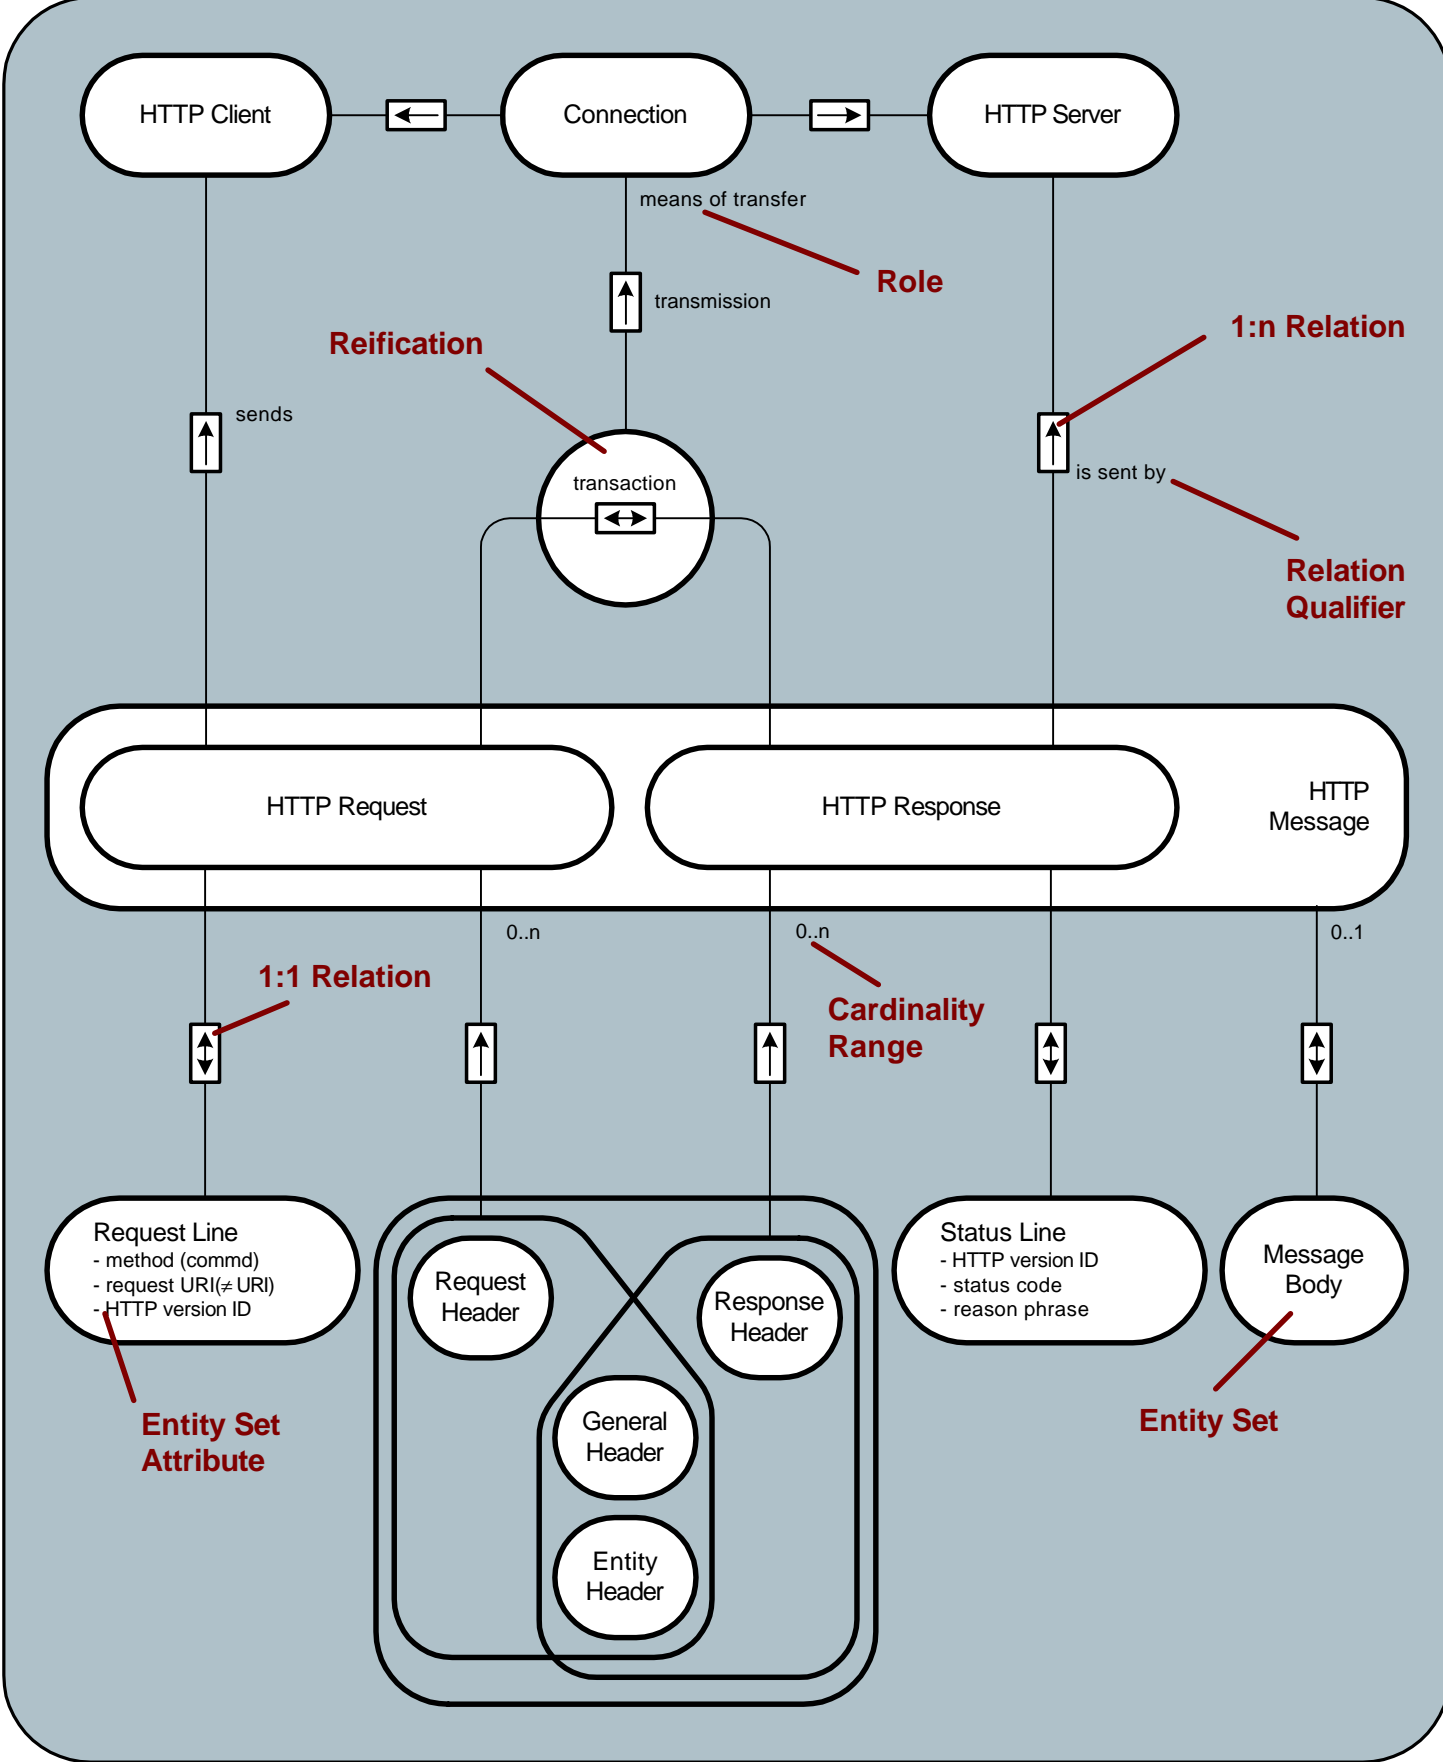 HTTP Client
Connection
HTTP Server
means of transfer
Role
transmission
1:n Relation
Reification
sends
is sent by
transaction
Relation
Qualifier
HTTP Request
HTTP Response
HTTP
Message
0..n
0..n
0..1
1:1 Relation
Cardinality
Range
Request Line
- method (commd)
- request URI(≠ URI)
- HTTP version ID
Request
Header
Response
Header
Status Line
- HTTP version ID
- status code
- reason phrase
Message
Body
General
Header
Entity Set
Attribute
Entity Set
Entity
Header